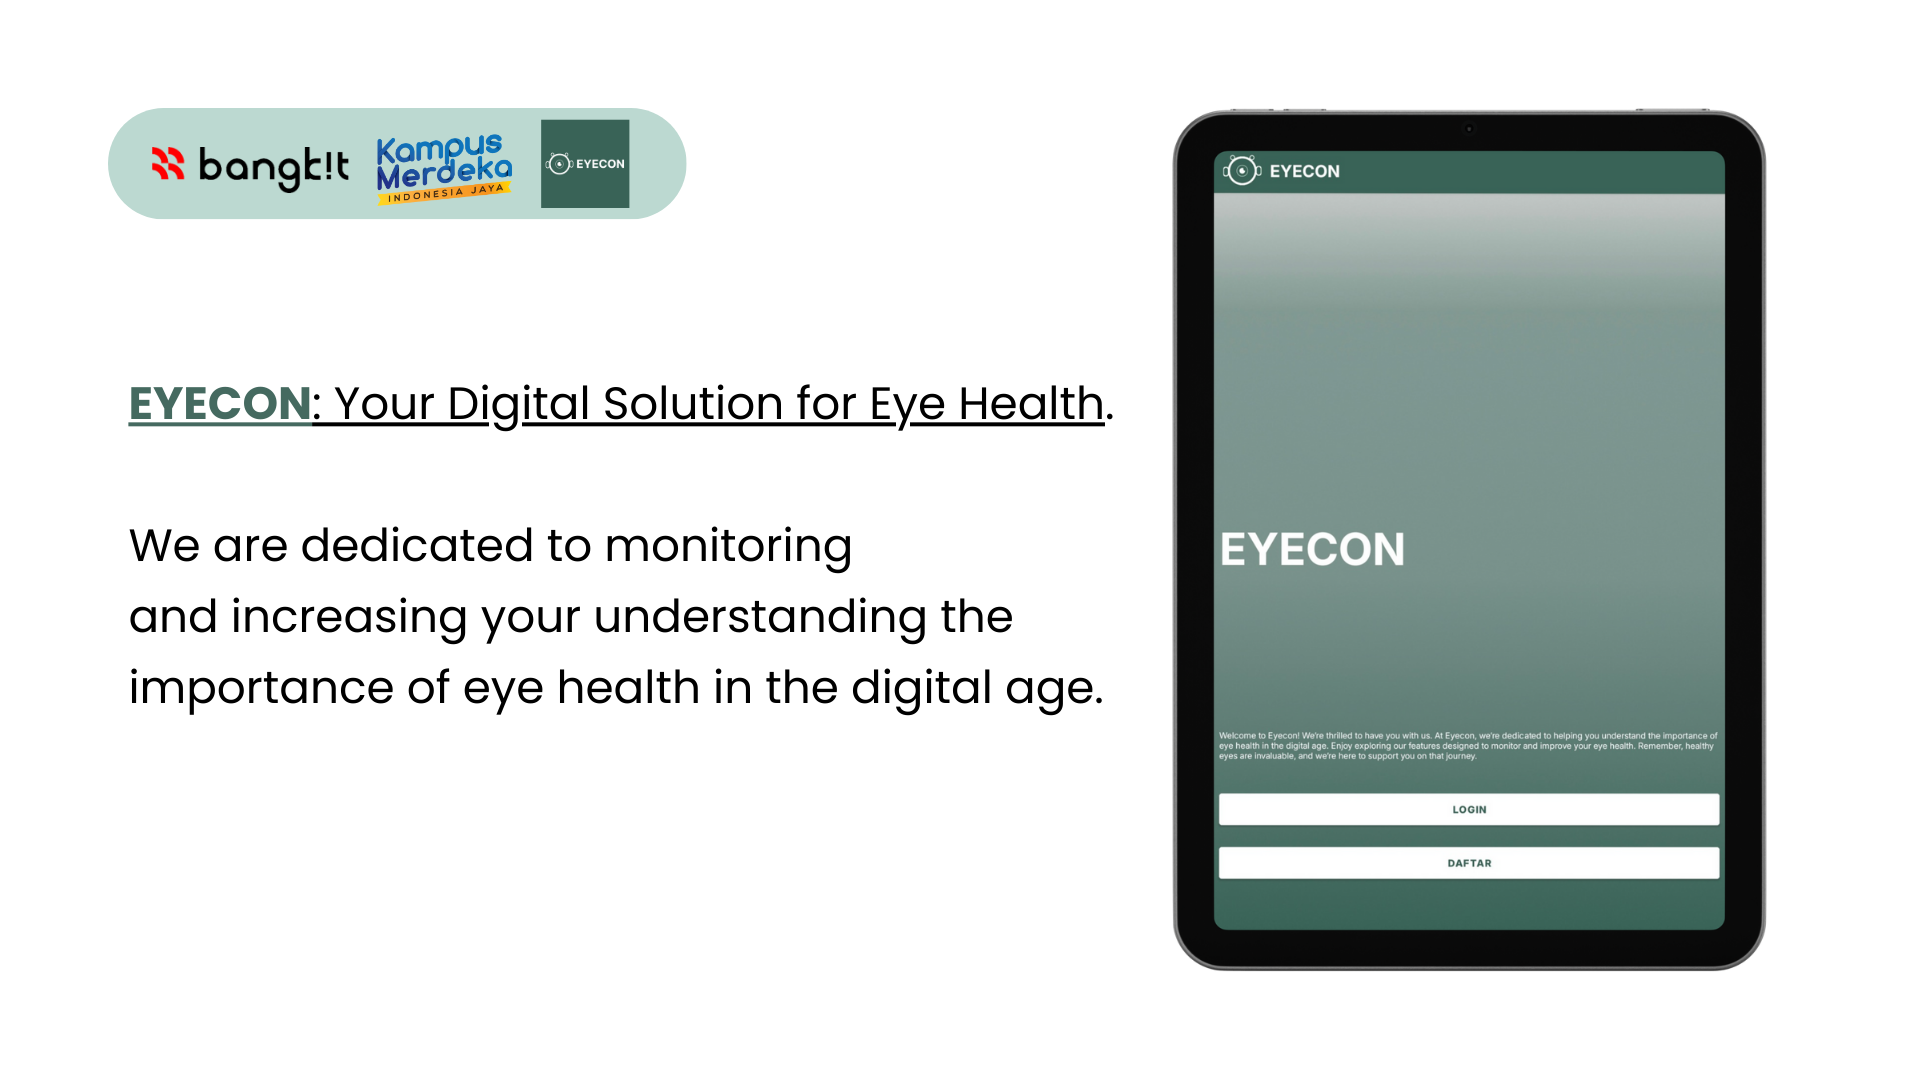 bangk!t
Kampus
Merdeka
INDONESIA JAYA
EYECON
EYECON: Your Digital Solution for Eye Health.
We are dedicated to monitoring
and increasing your understanding the
importance of eye health in the digital age.
EYECON
EYECON
Welcome to Eyecon! We're thrilled to have you with us. At Eyecon, we're dedicated to helping you understand the importance of
eye health in the digital age. Enjoy exploring our features designed to monitor and improve your eye health. Remember, healthy
eyes are invaluable, and we're here to support you on that journey.
LOGIN
DAFTAR